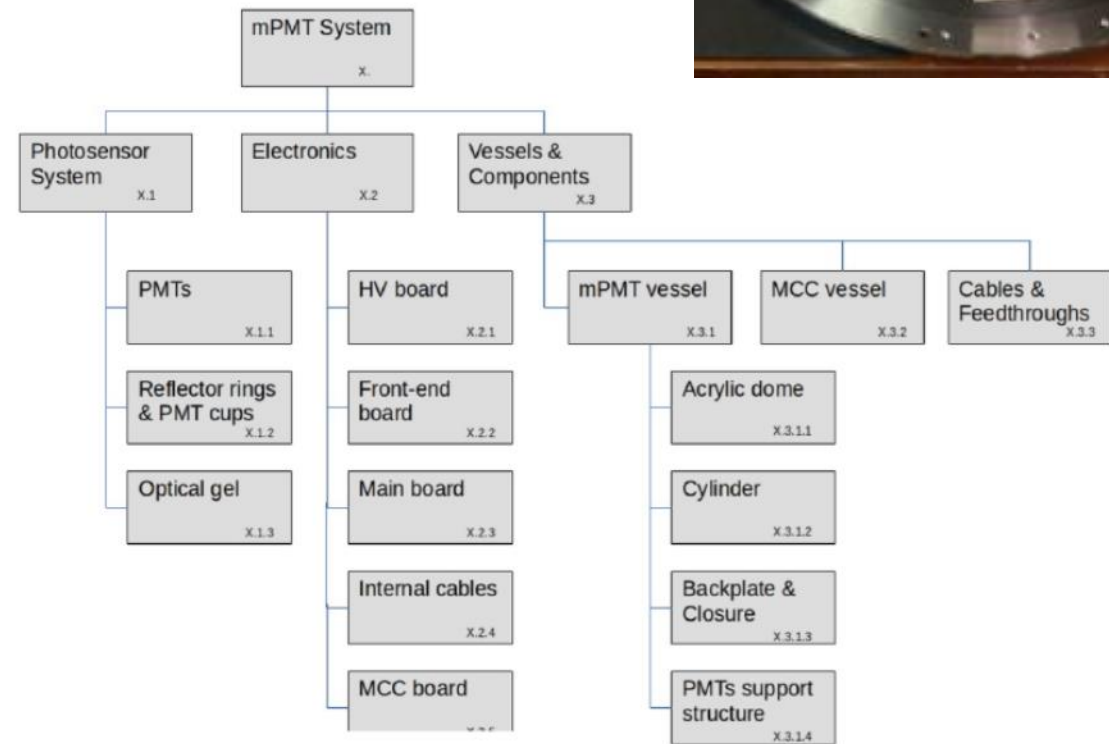 mPMT System
X.
Photosensor
System
X.1
Electronics
X.2
Vessels &
Components
X.3
PMTs
X.1.1
HV board
X.2.1
mPMT vessel
X.3.1
MCC vessel
X.3.2
Cables &
Feedthroughs
X.3.3
Reflector rings
& PMT cups
X.1.2
Front-end
board
X.2.2
Acrylic dome
X.3.1.1
Optical gel
X.1.3
Main board
X.2.3
Cylinder
X.3.1.2
Internal cables
X.2.4
Backplate &
Closure
X.3.1.3
MCC board
PMTs support
structure
X.3.1.4